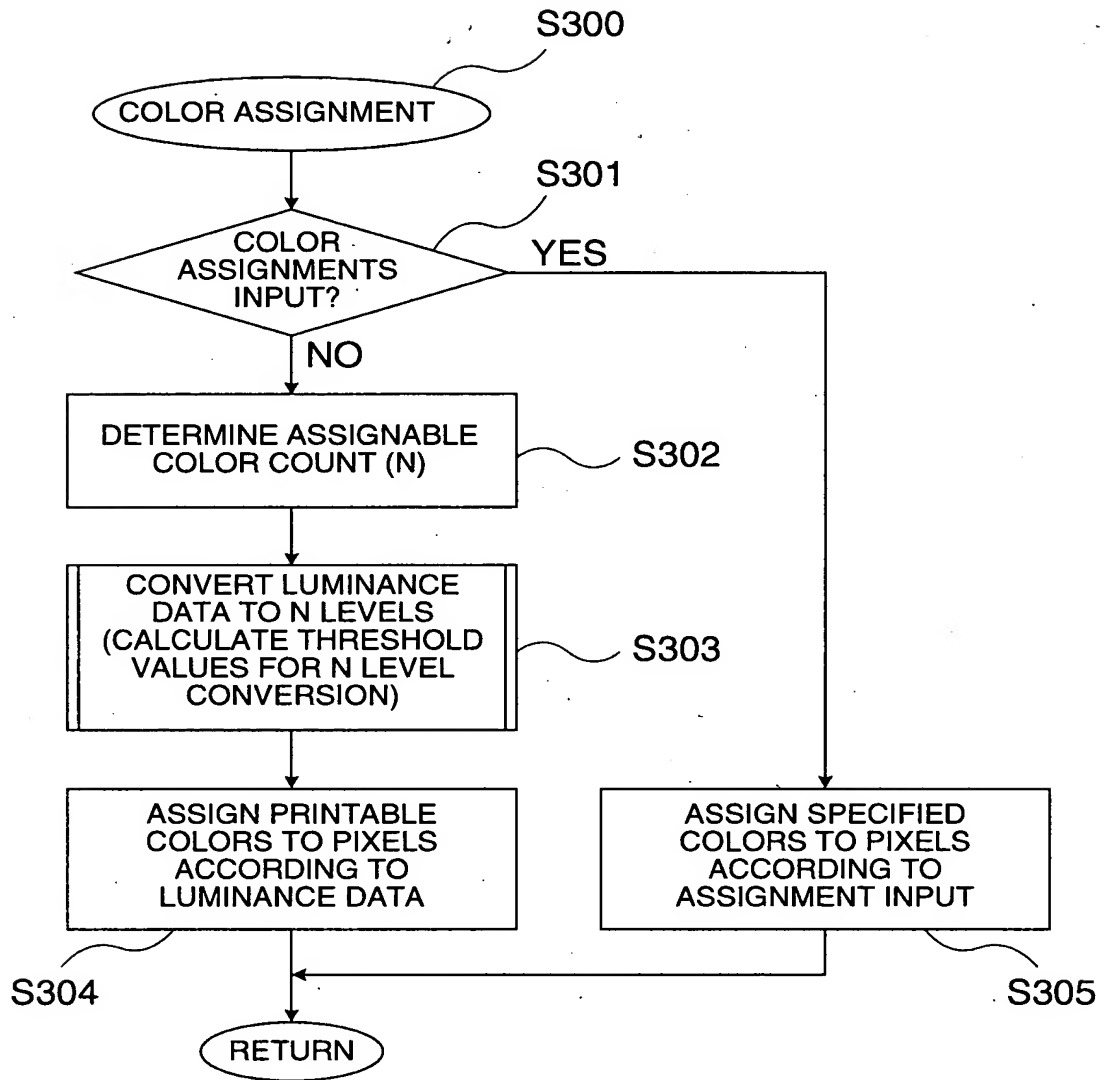 S300
COLOR ASSIGNMENT
S301
COLOR
ASSIGNMENTS
INPUT?
YES
NO
DETERMINE ASSIGNABLE
COLOR COUNT (N)
S302
CONVERT LUMINANCE
DATA TO N LEVELS
(CALCULATE THRESHOLD
VALUES FOR N LEVEL
CONVERSION)
S303
ASSIGN PRINTABLE
COLORS TO PIXELS
ACCORDING TO
LUMINANCE DATA
S304
ASSIGN SPECIFIED
COLORS TO PIXELS
ACCORDING TO
ASSIGNMENT INPUT
S305
RETURN